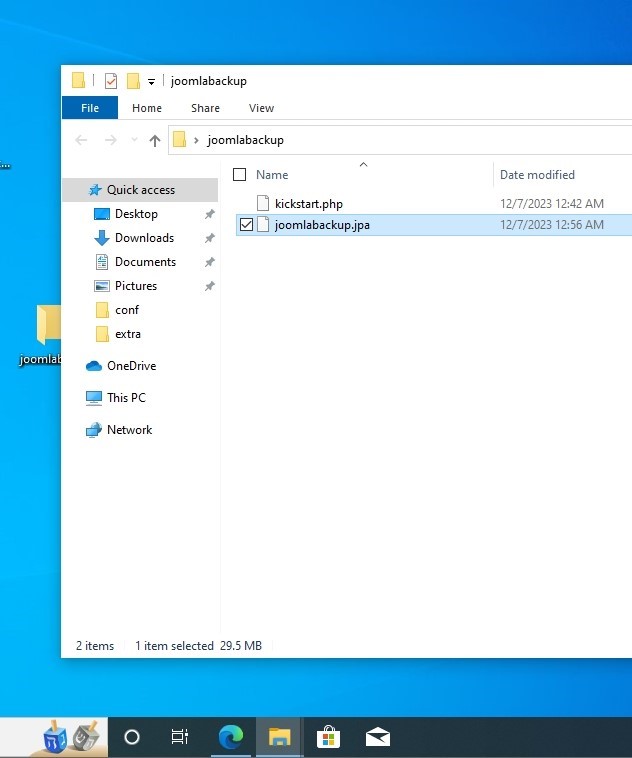 joomlabackup
File Home Share View
joomlabackup
...
Name Date modified
Quick access
kickstart.php 12/7/2023 12:42 AM
Desktop
joomlabackup.jpa 12/7/2023 12:56 AM
Downloads
Documents
Pictures
conf
extra
joomlab
OneDrive
This PC
Network
2 items 1 item selected 29.5 MB